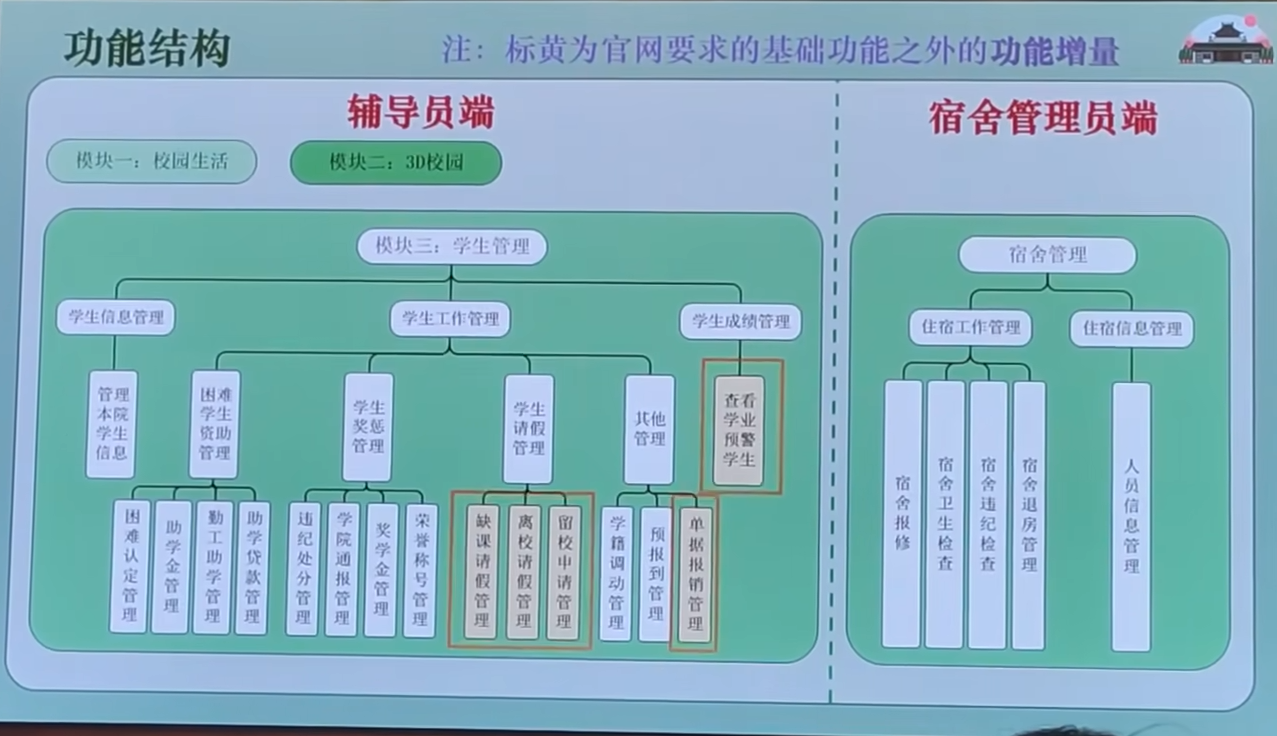 功能结构
注：标黄为官网要求的基础功能之外的功能增量
辅导员端
模块一：校园生活
模块二：3D校园
模块三：学生管理
学生信息管理
学生工作管理
学生成绩管理
管理
本院
学生
信息
困难
学生
资助
管理
学生
奖惩
管理
学生
请假
管理
其他
管理
查看
学业
预警
学生
困难认定管理
助学金管理
勤工助学管理
助学贷款管理
违纪处分管理
学院通报管理
奖学金管理
荣誉称号管理
缺课请假管理
离校请假管理
留校申请管理
学籍调动管理
预报到管理
单据报销管理
宿舍管理员端
宿舍管理
住宿工作管理
住宿信息管理
宿舍报修
宿舍卫生检查
宿舍违纪检查
宿舍退房管理
人员信息管理